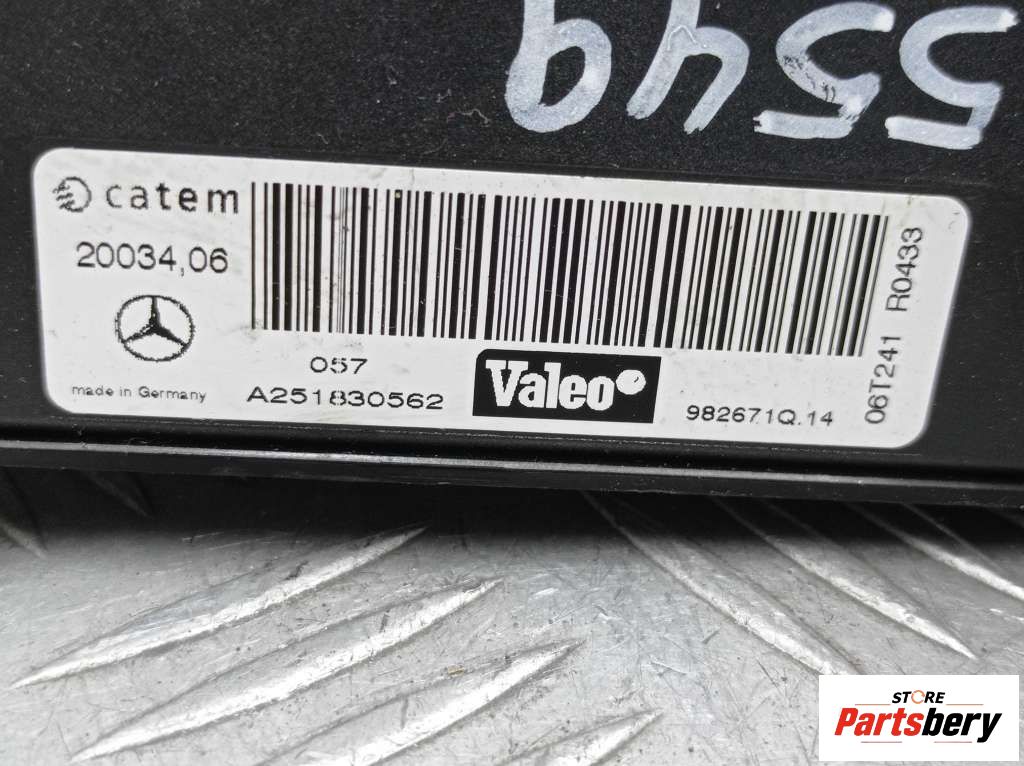 5549
catem
20034,06
057
made in Germany
A251830562
Valeo
982671Q.14
06T241 R0433
STORE
Partsbery